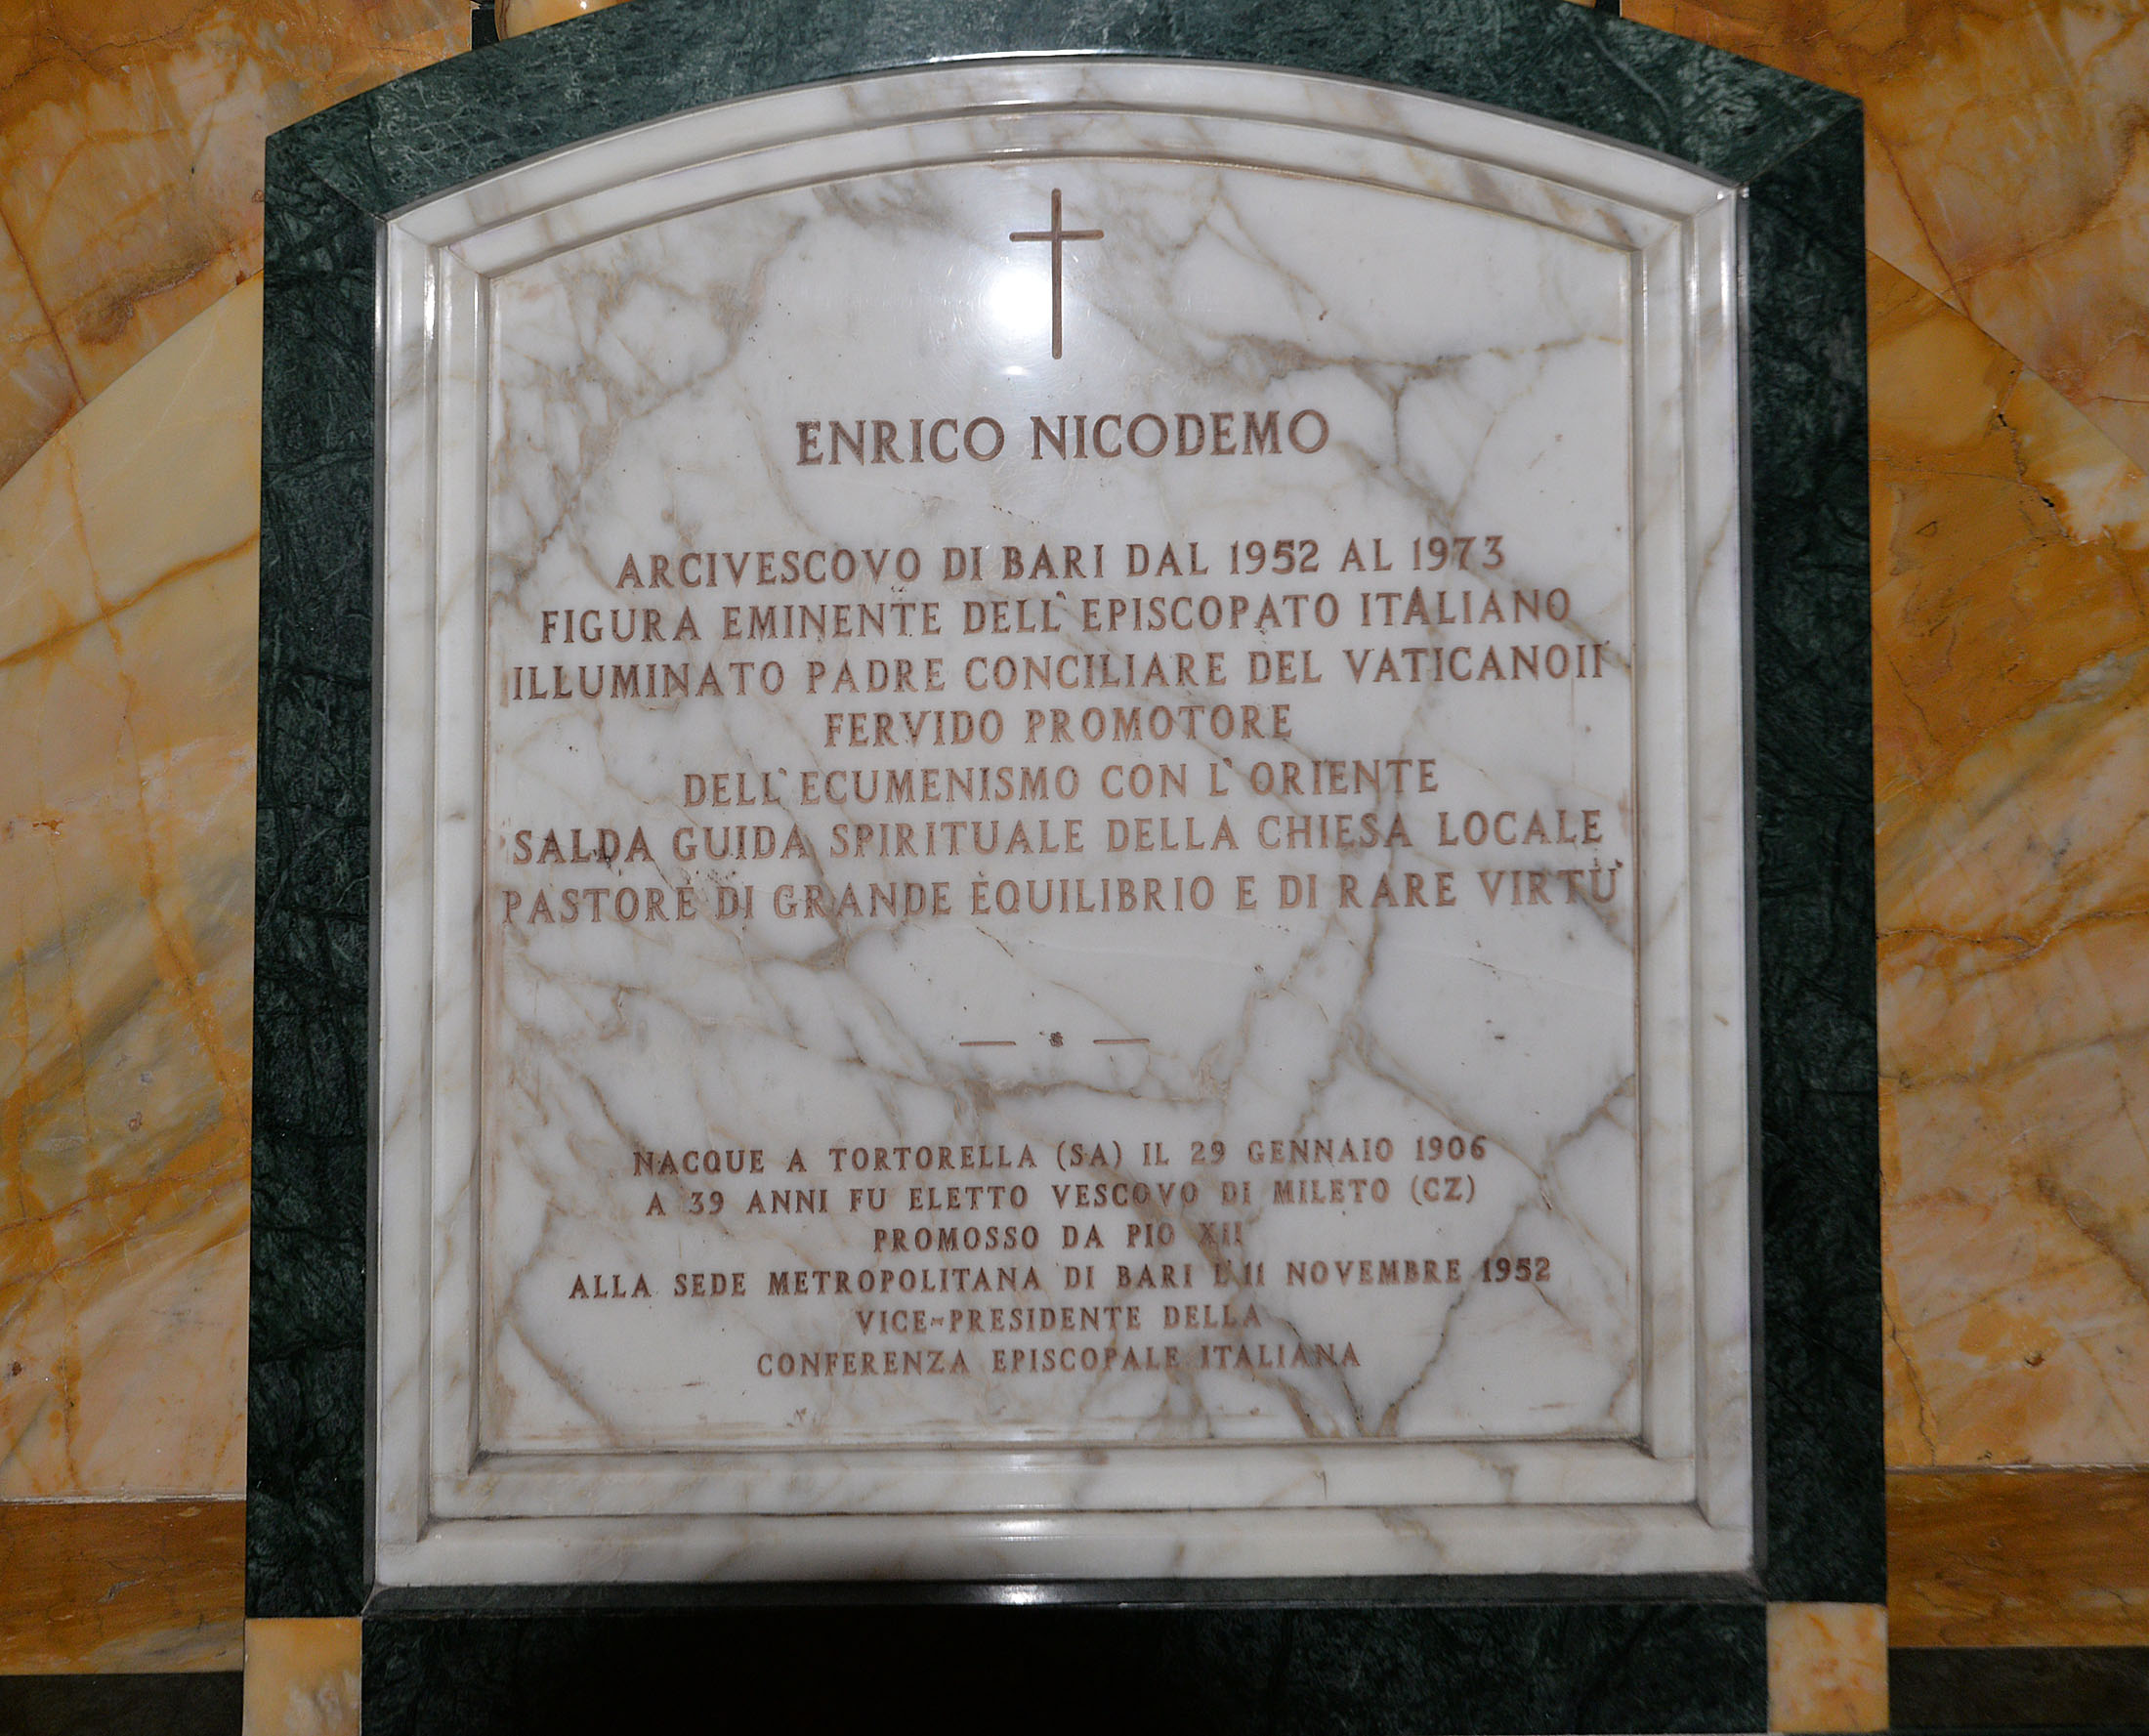 ENRICO NICODEMO
ARCIVESCOVO DI BARI DAL 1952 AL 1973
FIGURA EMINENTE DELL'EPISCOPATO ITALIANO
ILLUMINATO PADRE CONCILIARE DEL VATICANO II
FERVIDO PROMOTORE
DELL'ECUMENISMO CON L'ORIENTE
SALDA GUIDA SPIRITUALE DELLA CHIESA LOCALE
PASTORE DI GRANDE EQUILIBRIO E DI RARE VIRTÙ
NACQUE A TORTORELLA (SA) IL 29 GENNAIO 1906
A 39 ANNI FU ELETTO VESCOVO DI MILETO (CZ)
PROMOSSO DA PIO XII
ALLA SEDE METROPOLITANA DI BARI L'11 NOVEMBRE 1952
VICE-PRESIDENTE DELLA
CONFERENZA EPISCOPALE ITALIANA